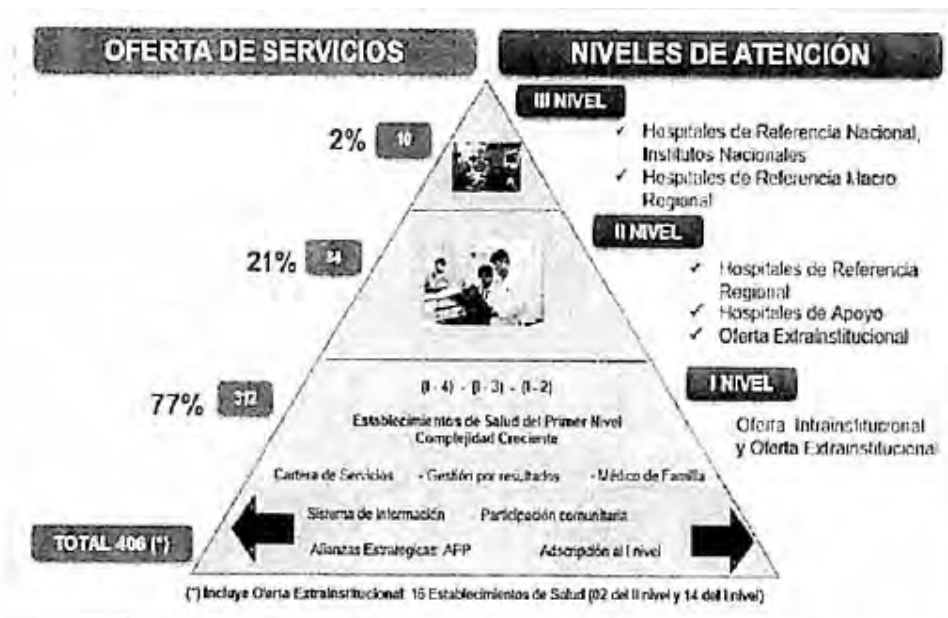 OFERTA DE SERVICIOS
NIVELES DE ATENCIÓN
III NIVEL
2% 10
✓ Hospitales de Referencia Nacional,
Institutos Nacionales
✓ Hospitales de Referencia Macro
Regional
II NIVEL
21% 84
✓ Hospitales de Referencia
Regional
✓ Hospitales de Apoyo
✓ Oferta Extrainstitucional
I NIVEL
77% 312
(I - 4) - (I - 3) - (I - 2)
Establecimientos de Salud del Primer Nivel
Complejidad Creciente
Oferta Intrainstitucional
y Oferta Extrainstitucional
Cartera de Servicios - Gestión por resultados - Médico de Familia
Sistema de Información Participación comunitaria
TOTAL 406 (*)
Alianzas Estrategicas: APP Adscripción al I nivel
(*) Incluye Oferta Extrainstitucional: 16 Establecimientos de Salud (02 del II nivel y 14 del I nivel)